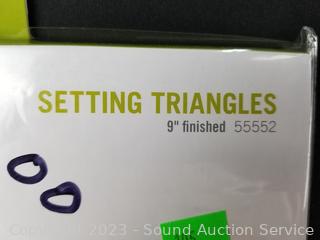 SETTING TRIANGLES
9" finished 55552
Copyright 2023 - Sound Auction Service